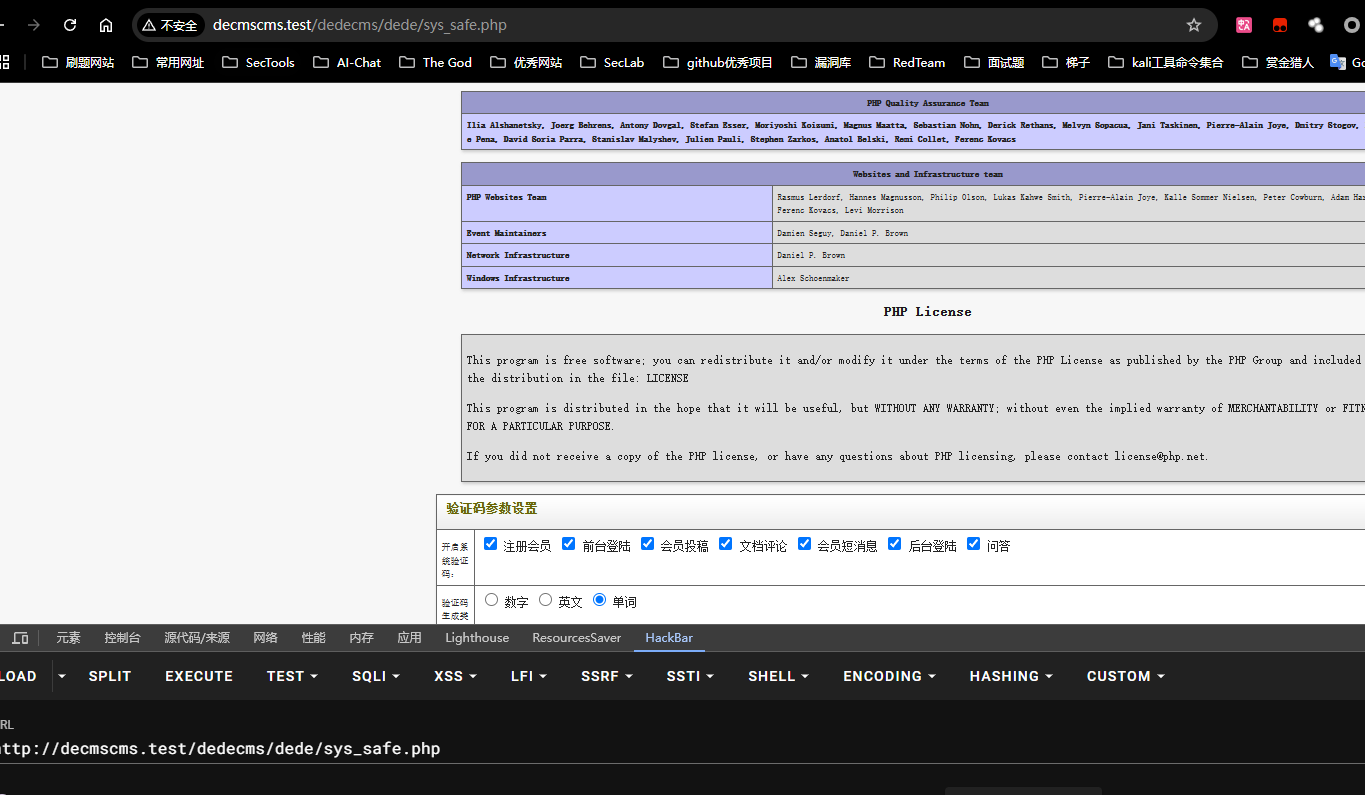 不安全 decmscms.test/dedecms/dede/sys_safe.php
刷题网站 常用网址 SecTools AI-Chat The God 优秀网站 SecLab github优秀项目 漏洞库 RedTeam 面试题 梯子 kali工具命令集合 赏金猎人 Go
PHP Quality Assurance Team
Ilia Alshanetsky, Joerg Behrens, Antony Dovgal, Stefan Esser, Moriyoshi Koizumi, Magnus Maatta, Sebastian Nohn, Derick Rethans, Melvyn Sopacua, Jani Taskinen, Pierre-Alain Joye, Dmitry Stogov,
e Pena, David Soria Parra, Stanislav Malyshev, Julien Pauli, Stephen Zarkos, Anatol Belski, Remi Collet, Ferenc Kovacs
Websites and Infrastructure team
PHP Websites Team Rasmus Lerdorf, Hannes Magnusson, Philip Olson, Lukas Kahwe Smith, Pierre-Alain Joye, Kalle Sommer Nielsen, Peter Cowburn, Adam Har
Ferenc Kovacs, Levi Morrison
Event Maintainers Damien Seguy, Daniel P. Brown
Network Infrastructure Daniel P. Brown
Windows Infrastructure Alex Schoenmaker
PHP License
This program is free software; you can redistribute it and/or modify it under the terms of the PHP License as published by the PHP Group and included
the distribution in the file: LICENSE
This program is distributed in the hope that it will be useful, but WITHOUT ANY WARRANTY; without even the implied warranty of MERCHANTABILITY or FITN
FOR A PARTICULAR PURPOSE.
If you did not receive a copy of the PHP license, or have any questions about PHP licensing, please contact license@php.net.
验证码参数设置
开启系
统验证
码：
注册会员 前台登陆 会员投稿 文档评论 会员短消息 后台登陆 问答
验证码
生成类
数字 英文 单词
元素 控制台 源代码/来源 网络 性能 内存 应用 Lighthouse ResourcesSaver HackBar
LOAD SPLIT EXECUTE TEST SQLI XSS LFI SSRF SSTI SHELL ENCODING HASHING CUSTOM
RL
http://decmscms.test/dedecms/dede/sys_safe.php